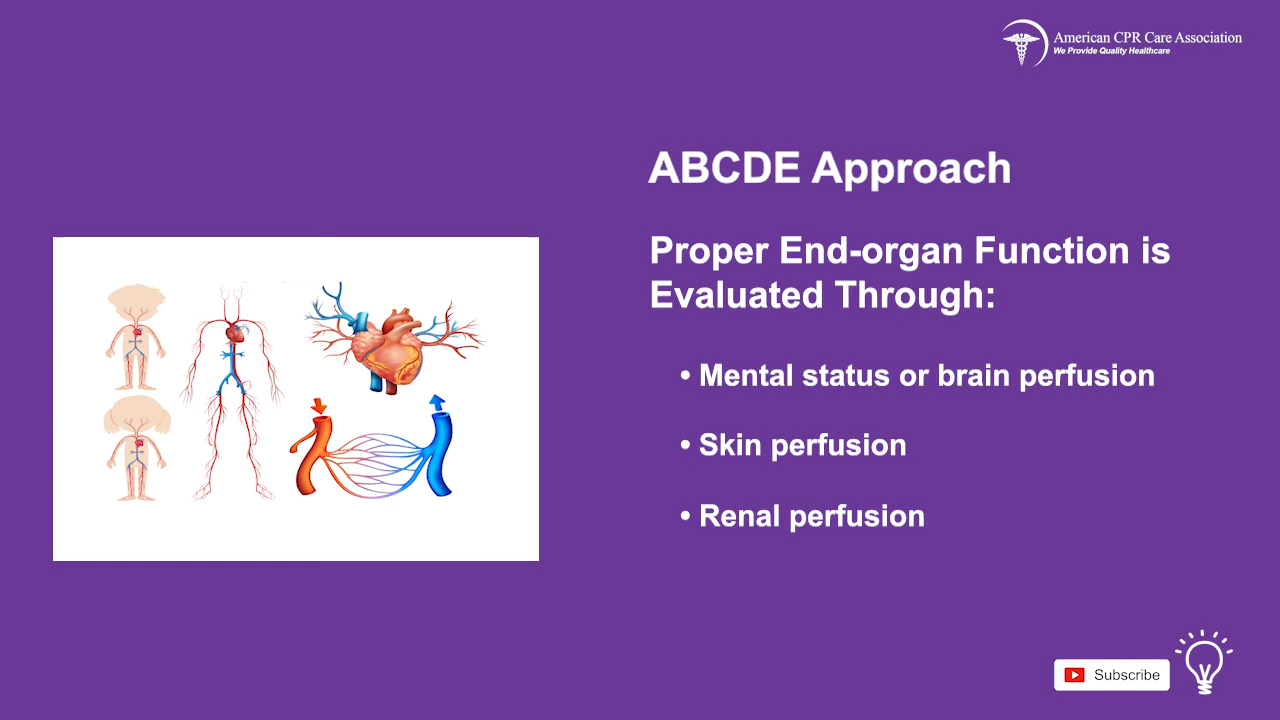 American CPR Care Association
We Provide Quality Healthcare
ABCDE Approach
Proper End-organ Function is
Evaluated Through:
• Mental status or brain perfusion
• Skin perfusion
• Renal perfusion
Subscribe